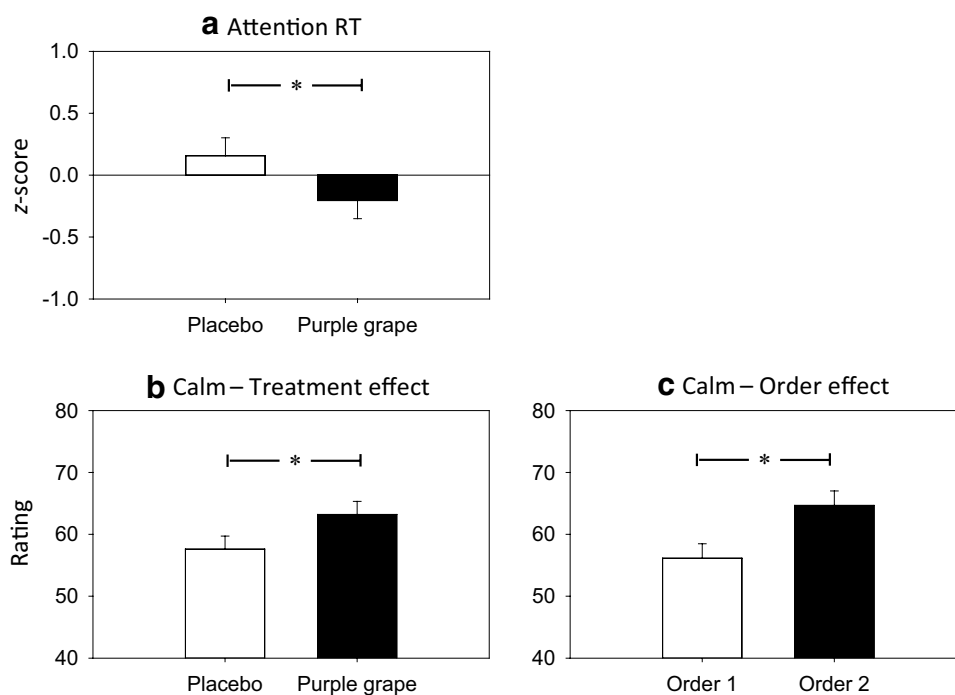 a Attention RT
1.0
0.5
0.0
-0.5
-1.0
z-score
*
Placebo Purple grape
b Calm – Treatment effect
80
70
60
50
40
Rating
*
Placebo Purple grape
c Calm – Order effect
80
70
60
50
40
*
Order 1 Order 2